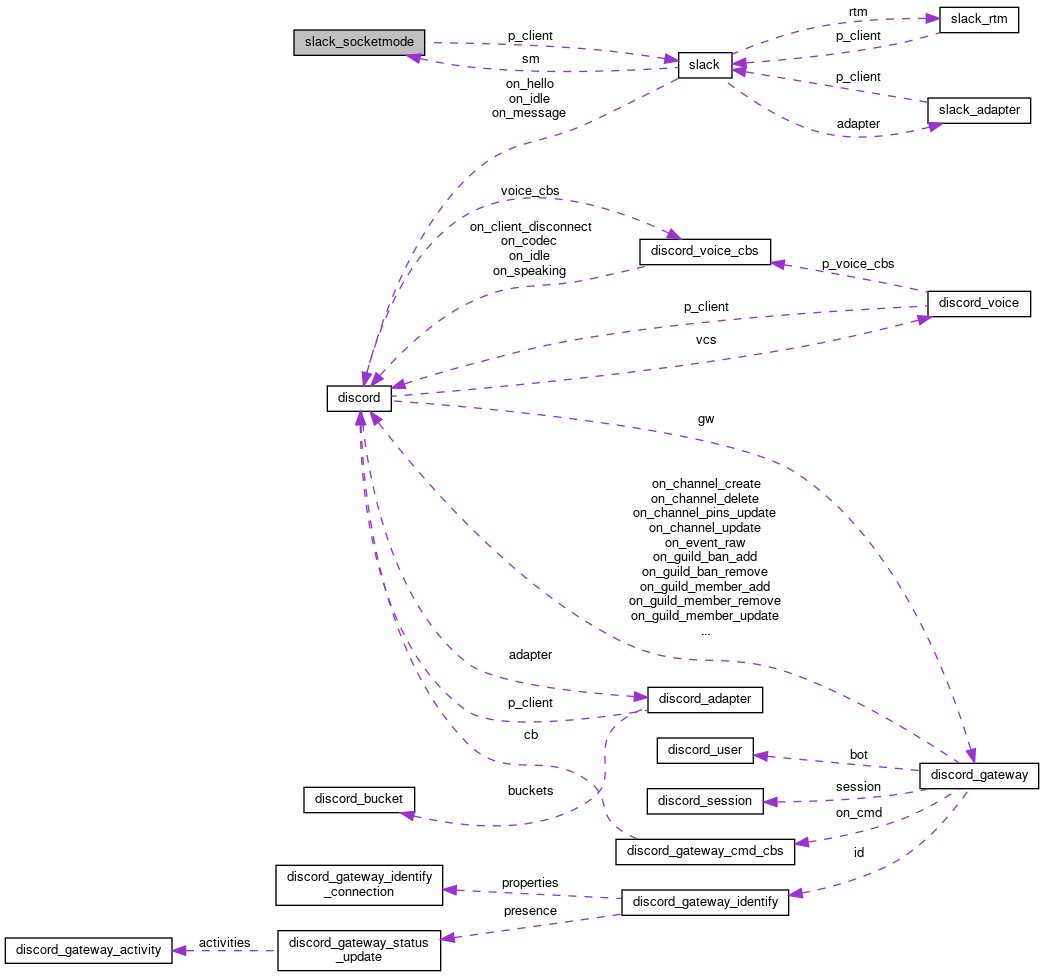 rtm
slack_rtm
slack_socketmode
p_client
p_client
sm
slack
p_client
slack_adapter
adapter
on_hello
on_idle
on_message
voice_cbs
on_client_disconnect
on_codec
on_idle
on_speaking
discord_voice_cbs
p_voice_cbs
discord_voice
p_client
vcs
discord
gw
on_channel_create
on_channel_delete
on_channel_pins_update
on_channel_update
on_event_raw
on_guild_ban_add
on_guild_ban_remove
on_guild_member_add
on_guild_member_remove
on_guild_member_update
...
adapter
discord_adapter
p_client
cb
discord_user
bot
discord_gateway
session
discord_session
buckets
discord_bucket
on_cmd
discord_gateway_cmd_cbs
id
discord_gateway_identify
_connection
properties
discord_gateway_identify
presence
discord_gateway_status
_update
activities
discord_gateway_activity